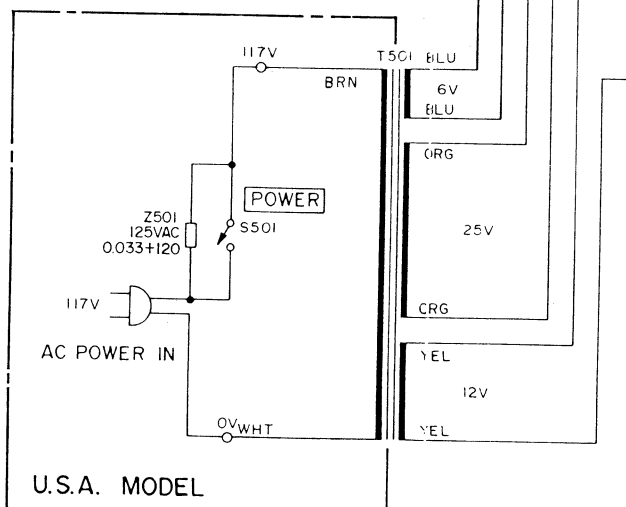 117V
T501
BLU
BRN
6V
BLU
ORG
POWER
Z501
125VAC
0.033+120
S501
25V
117V
ORG
AC POWER IN
YEL
12V
0V
WHT
YEL
U.S.A. MODEL